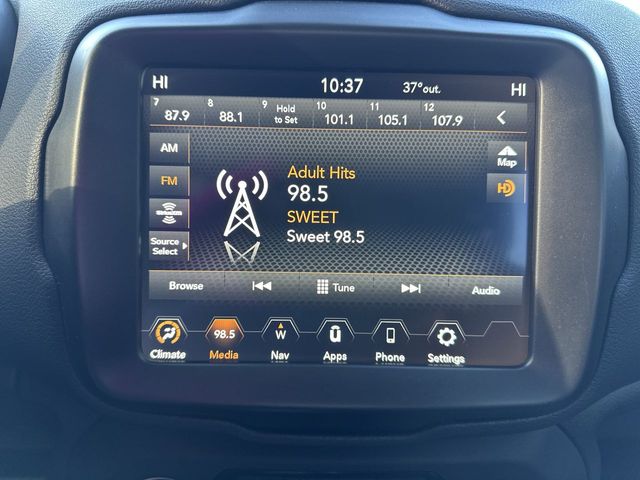 HI 10:37 37°out. HI
7 8 9 Hold to Set 10 11 12
87.9 88.1 101.1 105.1 107.9
AM
Map
FM
HD
SiriusXM
Source
Select
Adult Hits
98.5
SWEET
Sweet 98.5
Browse Tune Audio
98.5 W u
Climate Media Nav Apps Phone Settings